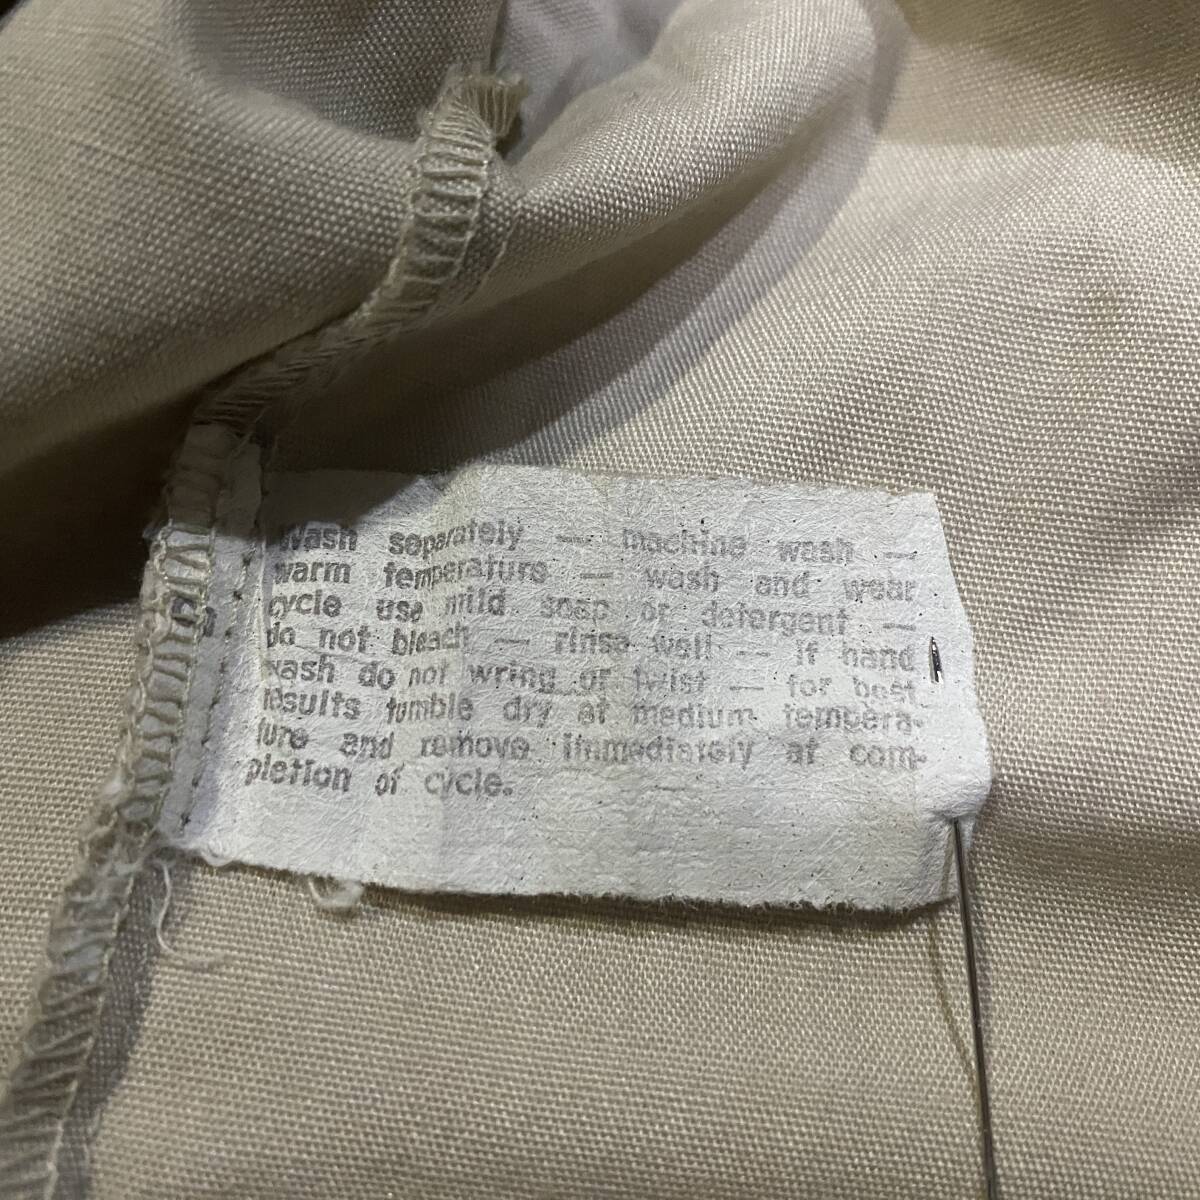 Wash separately — machine wash —
warm temperature — wash and wear
cycle use mild soap or detergent —
do not bleach — rinse well — if hand
wash do not wring or twist — for best
results tumble dry at medium tempera-
ture and remove immediately at com-
pletion of cycle.